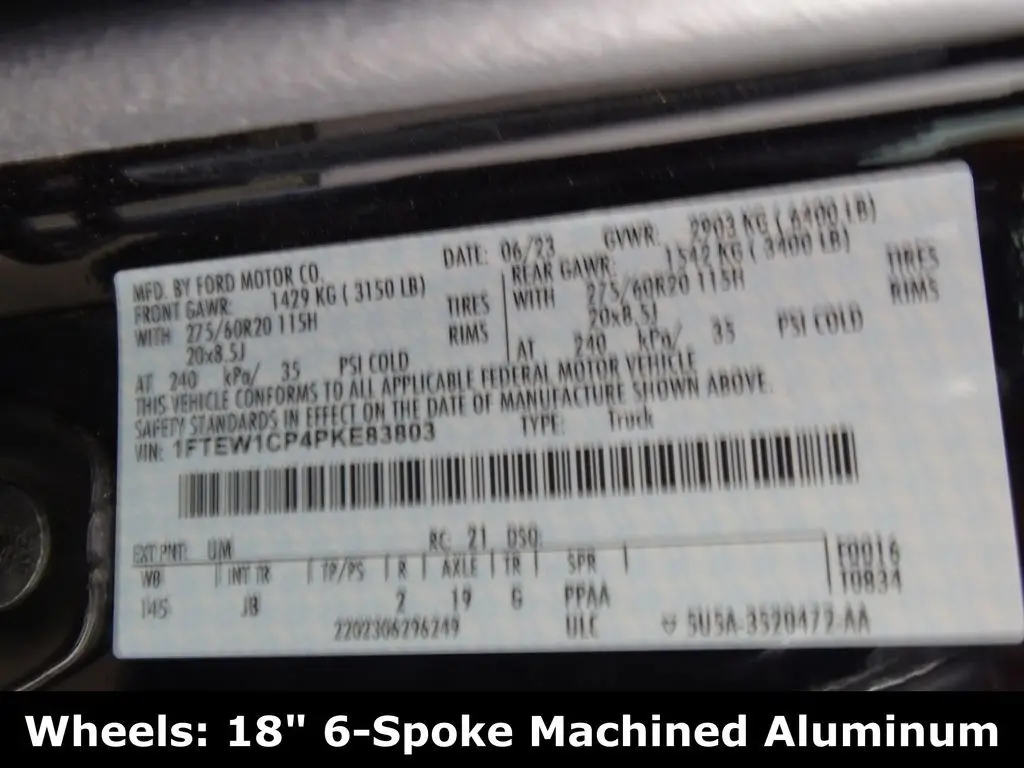 MFD. BY FORD MOTOR CO.
DATE: 06/23
GVWR: 2903 KG ( 6400 LB)
FRONT GAWR: 1429 KG ( 3150 LB)
REAR GAWR: 1542 KG ( 3400 LB)
WITH 275/60R20 115H TIRES
WITH 275/60R20 115H TIRES
20x8.5J RIMS
20x8.5J RIMS
AT 240 kPa/ 35 PSI COLD
AT 240 kPa/ 35 PSI COLD
THIS VEHICLE CONFORMS TO ALL APPLICABLE FEDERAL MOTOR VEHICLE
SAFETY STANDARDS IN EFFECT ON THE DATE OF MANUFACTURE SHOWN ABOVE.
VIN: 1FTEW1CP4PKE83803
TYPE: Truck
EXT PNT: UM RC: 21 DSO:
WB INT TR TP/PS R AXLE TR SPR
F0016
10834
145 JB 2 19 G PPAA
2202306296249 ULC 5U5A-3520472-AA
Wheels: 18" 6-Spoke Machined Aluminum